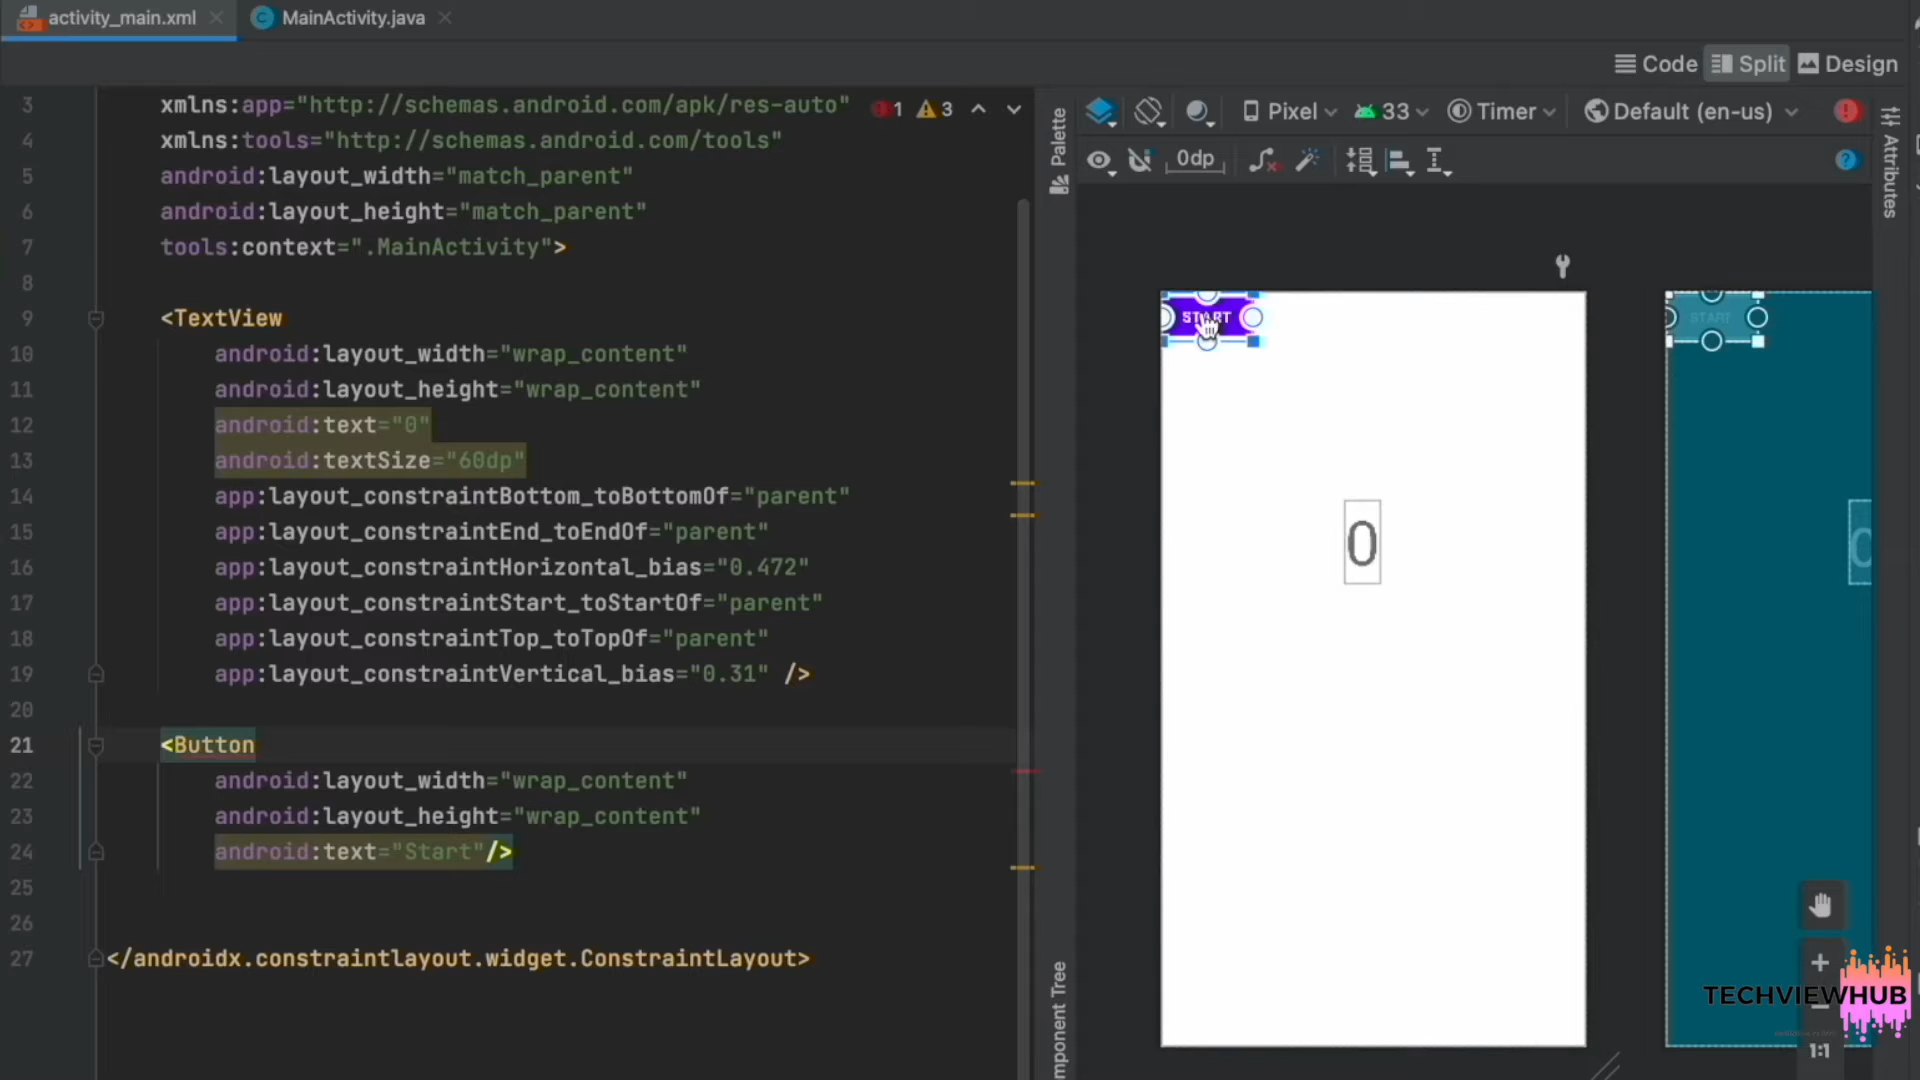 activity_main.xml
MainActivity.java
Code
Split
Design
3 xmlns:app="http://schemas.android.com/apk/res-auto"
1 3
4 xmlns:tools="http://schemas.android.com/tools"
5 android:layout_width="match_parent"
6 android:layout_height="match_parent"
7 tools:context=".MainActivity">
8
9 <TextView
10 android:layout_width="wrap_content"
11 android:layout_height="wrap_content"
12 android:text="0"
13 android:textSize="60dp"
14 app:layout_constraintBottom_toBottomOf="parent"
15 app:layout_constraintEnd_toEndOf="parent"
16 app:layout_constraintHorizontal_bias="0.472"
17 app:layout_constraintStart_toStartOf="parent"
18 app:layout_constraintTop_toTopOf="parent"
19 app:layout_constraintVertical_bias="0.31" />
20
21 <Button
22 android:layout_width="wrap_content"
23 android:layout_height="wrap_content"
24 android:text="Start"/>
25
26
27 </androidx.constraintlayout.widget.ConstraintLayout>
Palette
Pixel
33
Timer
Default (en-us)
0dp
Attributes
START
START
0
0
mponent Tree
TECHVIEWHUB
1:1